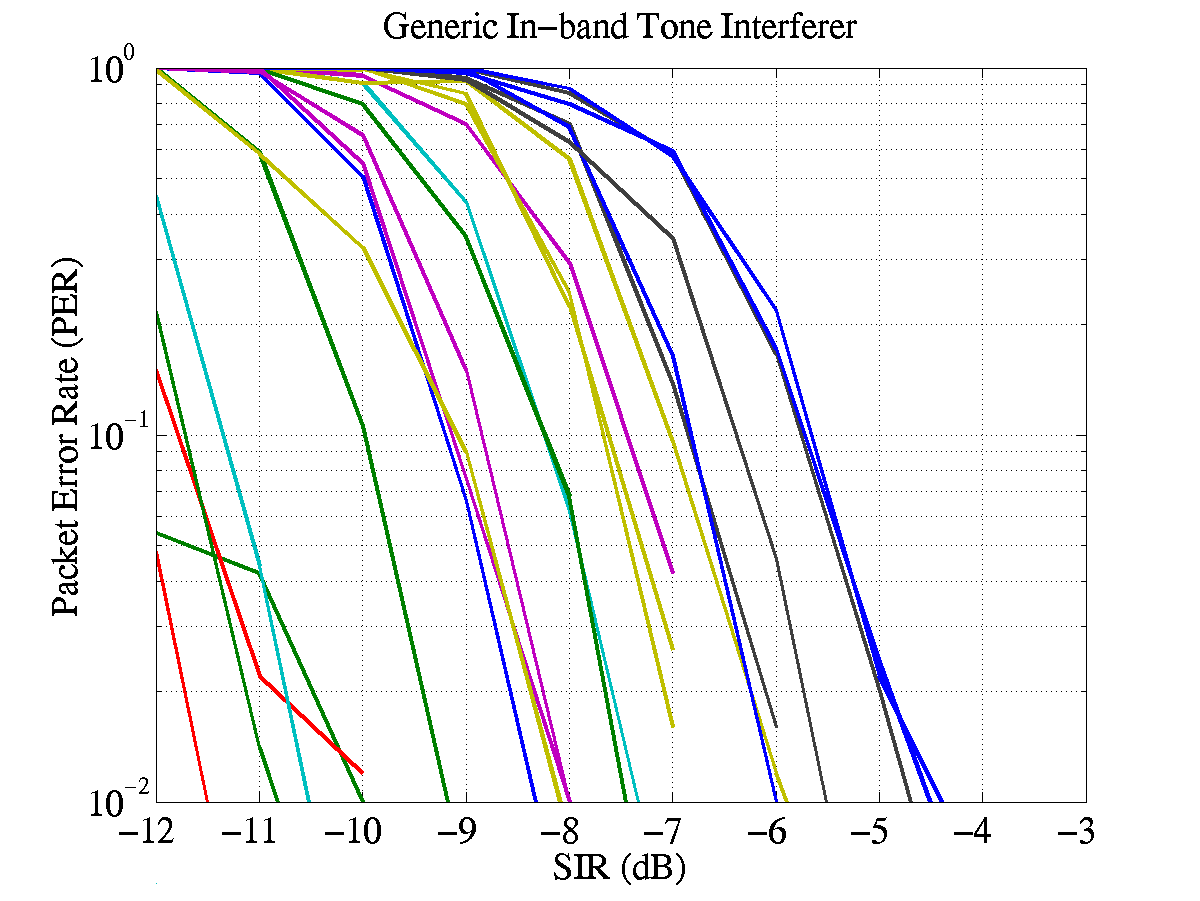 Generic In−band Tone Interferer
10^0
10^−1
10^−2
Packet Error Rate (PER)
−12 −11 −10 −9 −8 −7 −6 −5 −4 −3
SIR (dB)